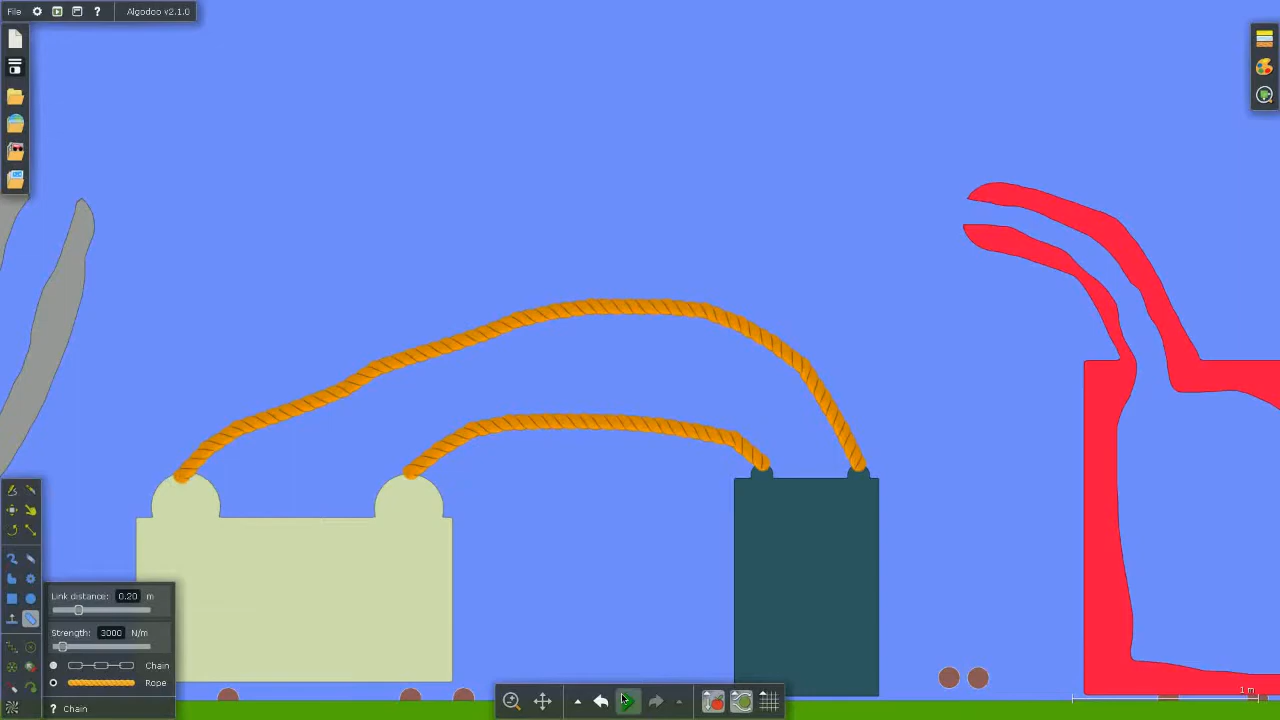 File ? Algodoo v2.1.0
Link distance: 0.20 m
Strength: 3000 N/m
Chain
Rope
? Chain
1 m